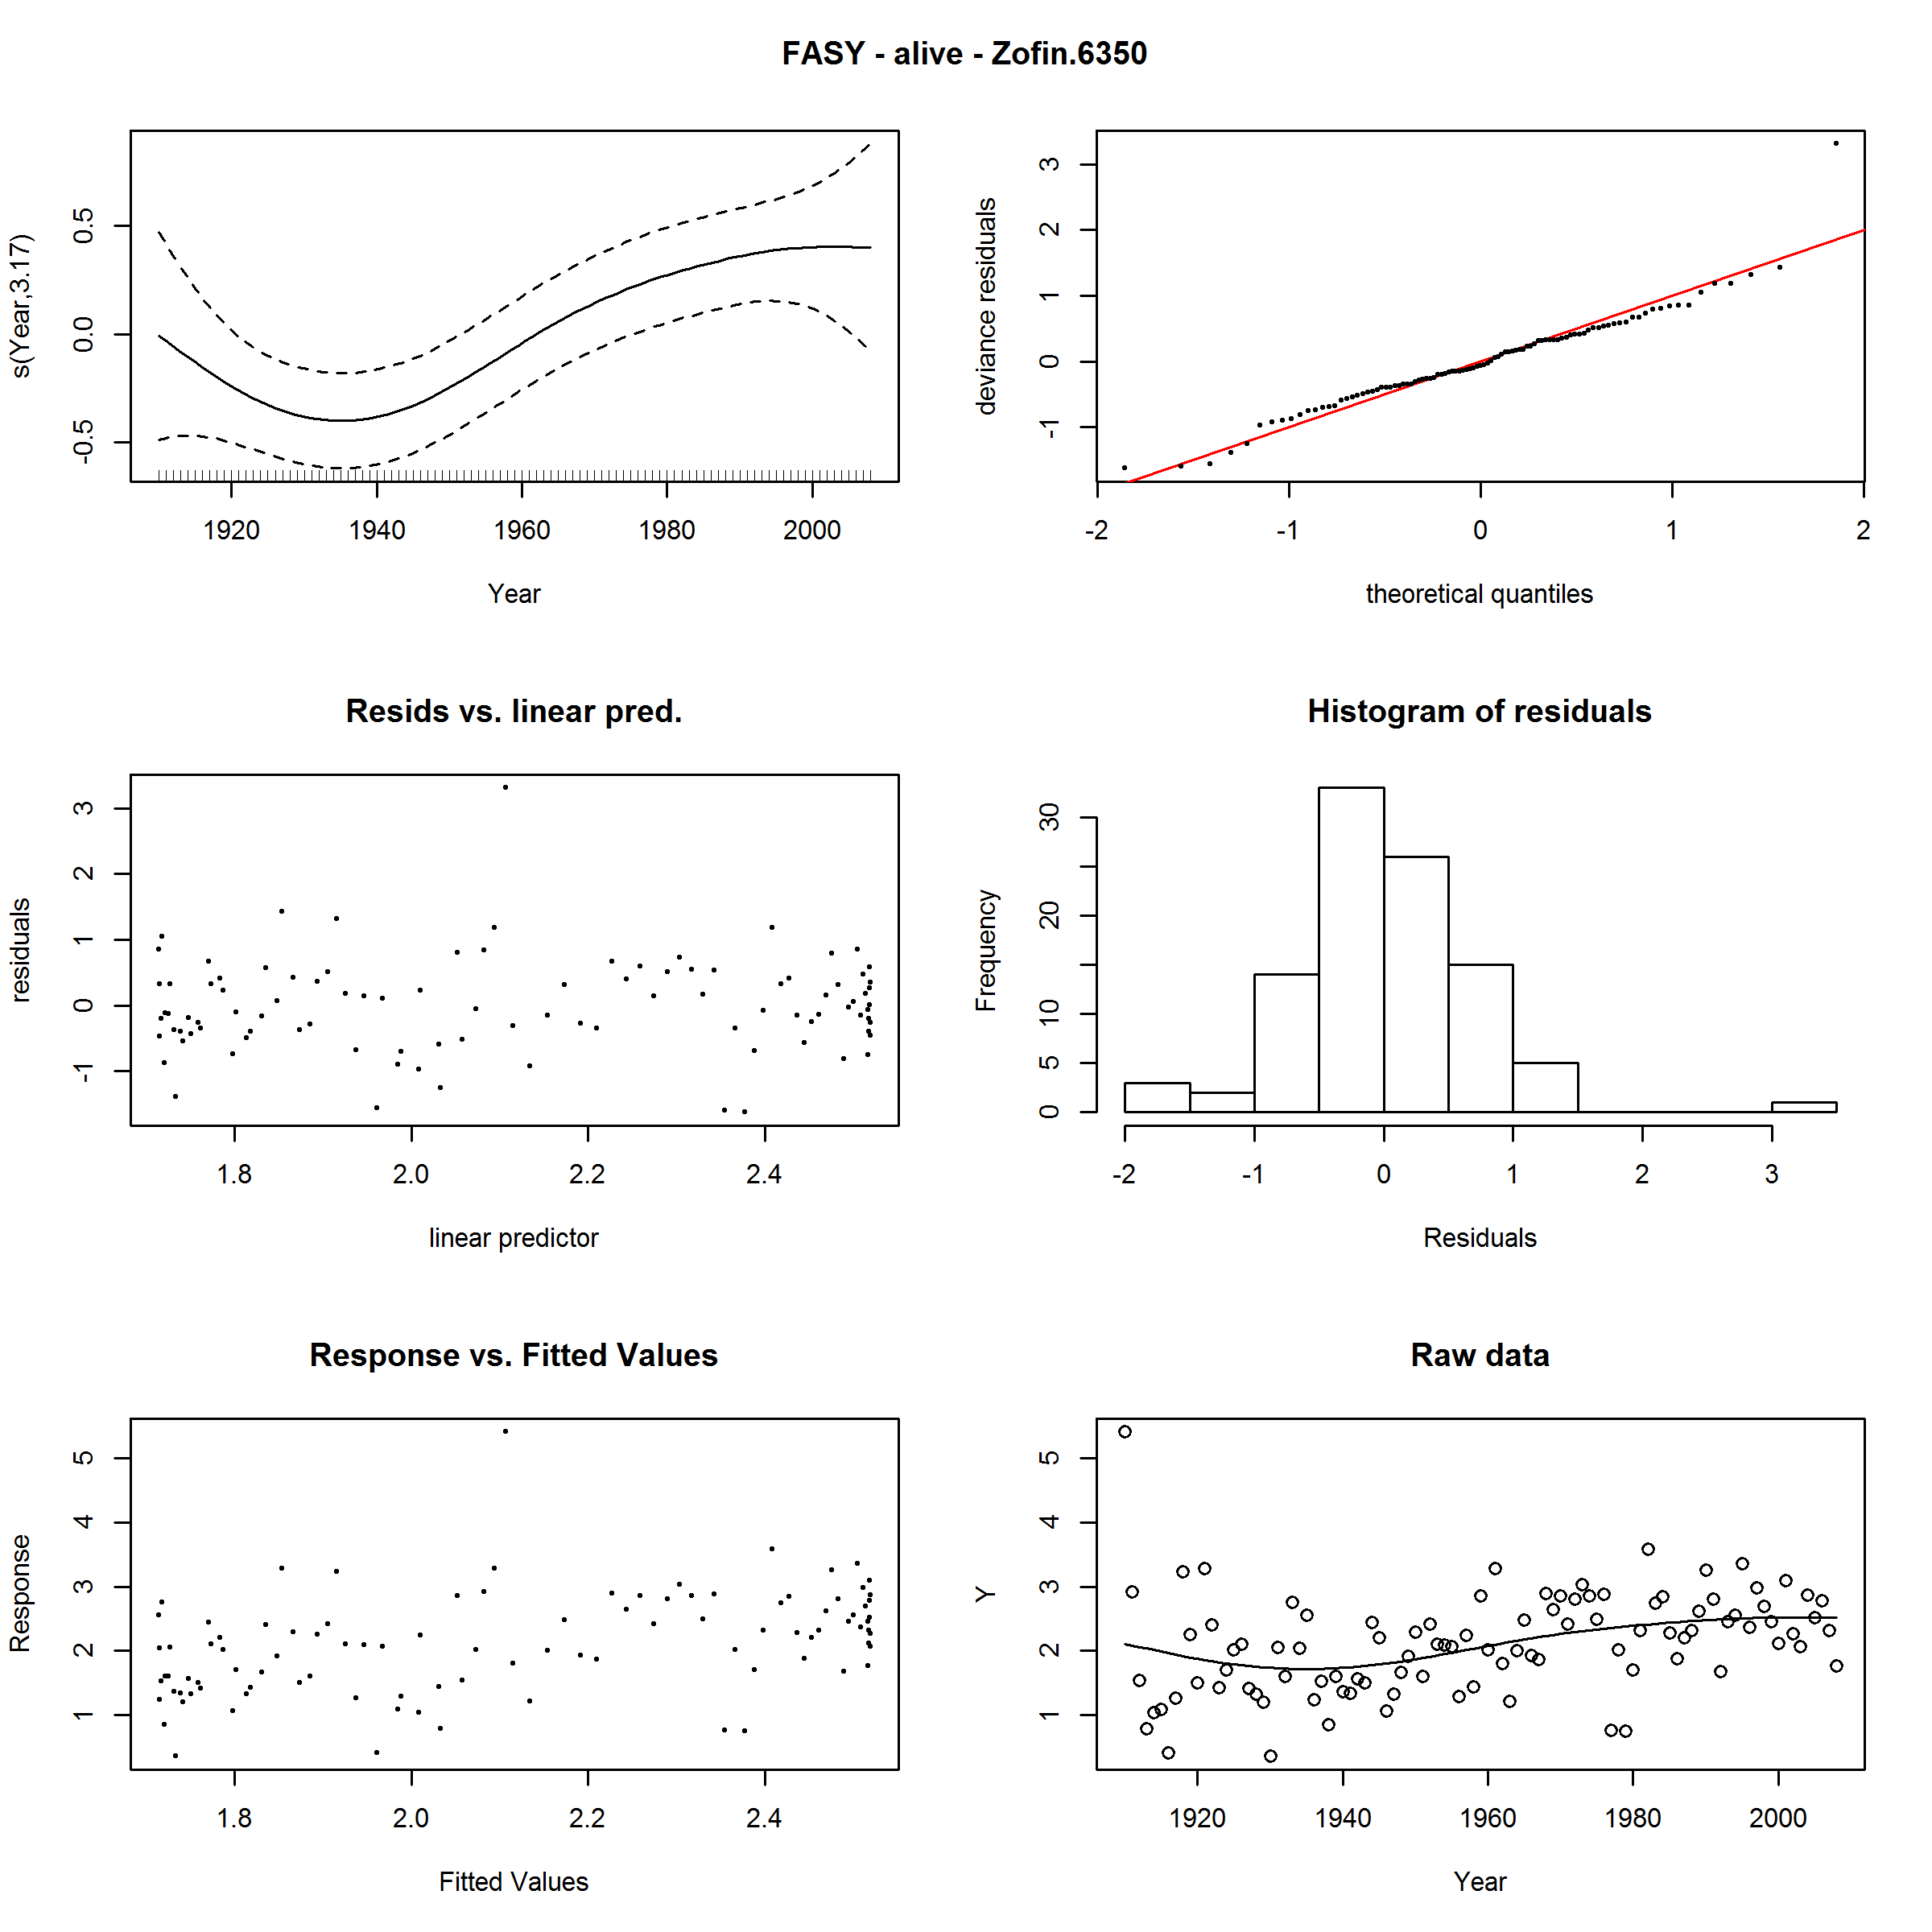 FASY - alive - Zofin.6350
s(Year,3.17)
0.5
0.0
-0.5
1920 1940 1960 1980 2000
Year
deviance residuals
3
2
1
0
-1
-2 -1 0 1 2
theoretical quantiles
Resids vs. linear pred.
residuals
3
2
1
0
-1
1.8 2.0 2.2 2.4
linear predictor
Histogram of residuals
Frequency
30
20
10
5
0
-2 -1 0 1 2 3
Residuals
Response vs. Fitted Values
Response
5
4
3
2
1
1.8 2.0 2.2 2.4
Fitted Values
Raw data
Y
5
4
3
2
1
1920 1940 1960 1980 2000
Year